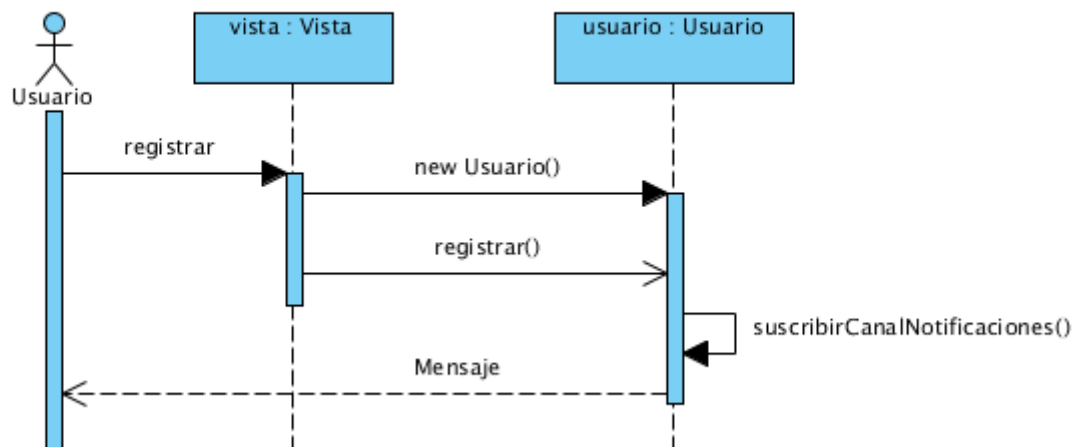 vista : Vista
usuario : Usuario
Usuario
registrar
new Usuario()
registrar()
suscribirCanalNotificaciones()
Mensaje